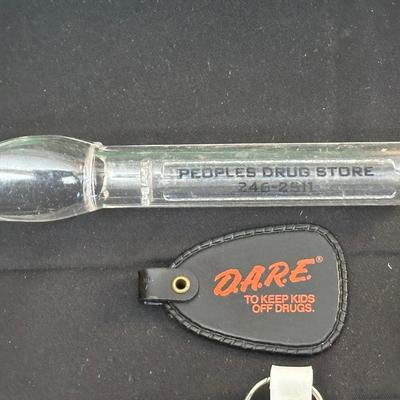 PEOPLES DRUG STORE
246-2511
D.A.R.E.®
TO KEEP KIDS
OFF DRUGS.